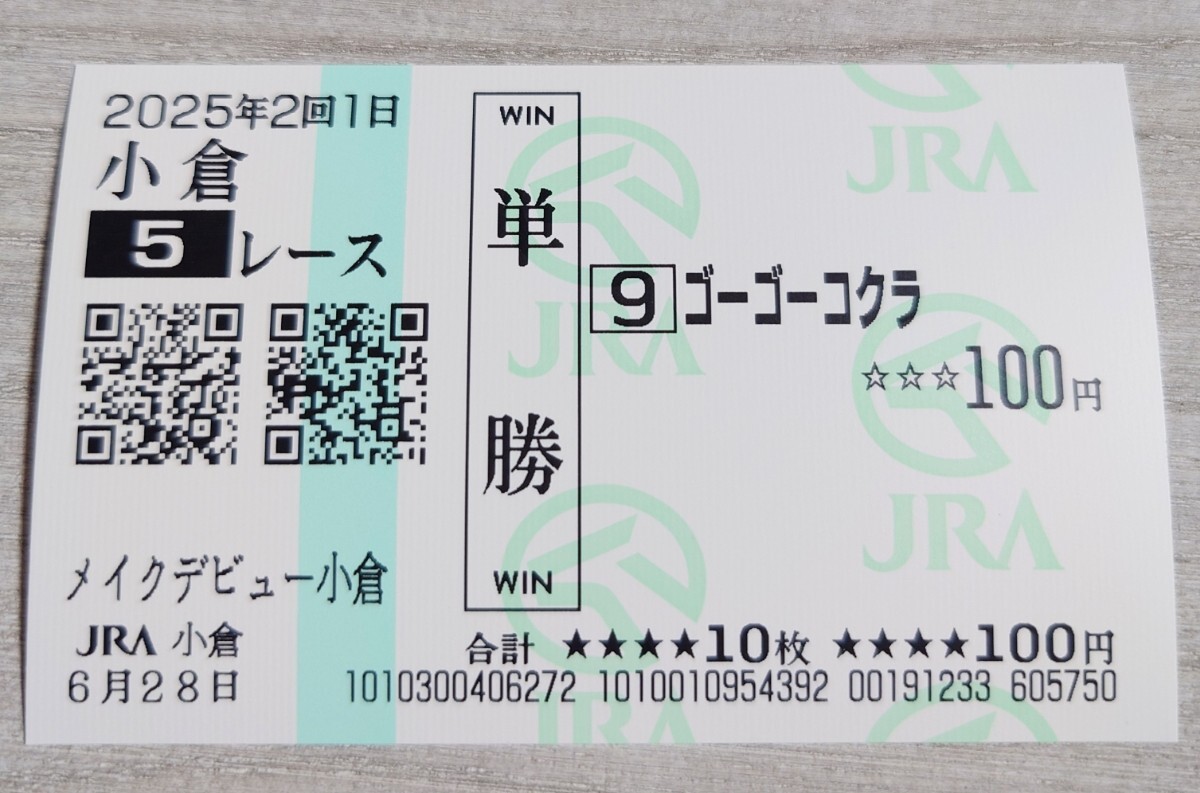 2025年2回1日
小倉
5レース
メイクデビュー小倉
JRA 小倉
6月28日
WIN
単勝
WIN
9 ゴーゴーコクラ
☆☆☆100円
合計 ★★★★10枚 ★★★★100円
1010300406272 1010010954392 00191233 605750
JRA
JRA
JRA
JRA